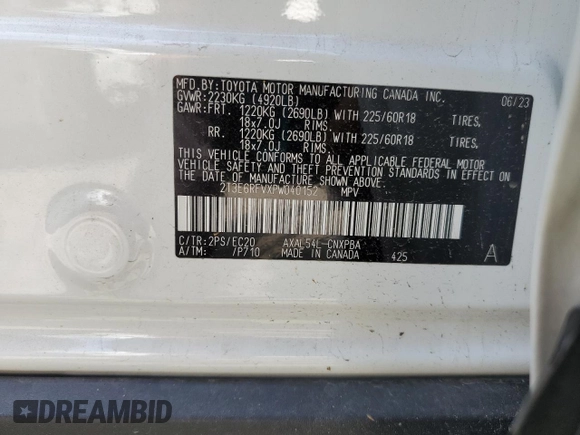 MFD.BY:TOYOTA MOTOR MANUFACTURING CANADA INC. 06/23
GVWR:2230KG (4920LB)
GAWR:FRT. 1220KG (2690LB) WITH 225/60R18 TIRES,
18x7.0J RIMS.
RR. 1220KG (2690LB) WITH 225/60R18 TIRES,
18x7.0J RIMS.
THIS VEHICLE CONFORMS TO ALL APPLICABLE FEDERAL MOTOR
VEHICLE SAFETY, BUMPER, AND THEFT PREVENTION STANDARDS
IN EFFECT ON THE DATE OF MANUFACTURE SHOWN ABOVE.
2T3E6RFVXPW040152 MPV
C/TR:2PS/EC20 AXAL54L-CNXPBA
A/TM: /P710 MADE IN CANADA 425 A
DREAMBID